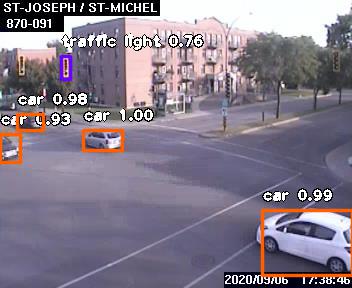 ST-JOSEPH / ST-MICHEL
870-091
traffic light 0.76
car 0.98
car 0.93
car 1.00
car 0.99
2020/09/06 17:38:46